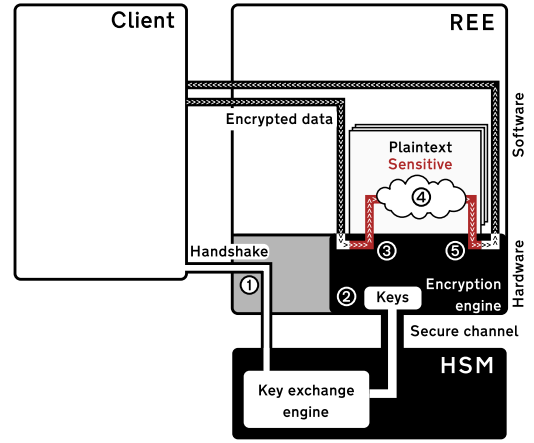 Client
REE
Encrypted data
Plaintext
Sensitive
④
Software
Handshake
③
⑤
①
②
Keys
Encryption
engine
Hardware
Secure channel
HSM
Key exchange
engine